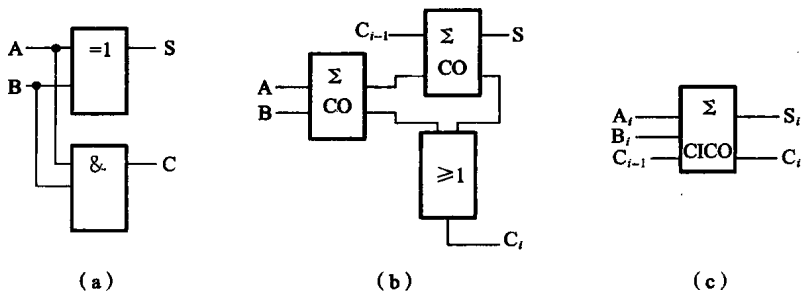 A
=1
S
B
&
C
(a)
C_{i-1}
Σ
S
CO
A
Σ
B
CO
≥1
C_i
(b)
A_i
Σ
S_i
B_i
C_{i-1}
CICO
C_i
(c)